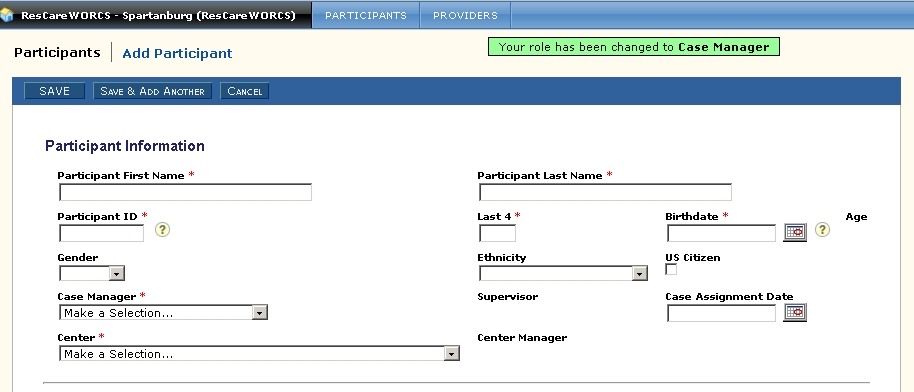 ResCareWORCS - Spartanburg (ResCareWORCS) PARTICIPANTS PROVIDERS
Participants Add Participant Your role has been changed to Case Manager
SAVE SAVE & ADD ANOTHER CANCEL
Participant Information
Participant First Name * Participant Last Name *
Participant ID * ? Last 4 * Birthdate * ? Age
Gender Ethnicity US Citizen
Case Manager * Supervisor Case Assignment Date
Make a Selection...
Center * Center Manager
Make a Selection...